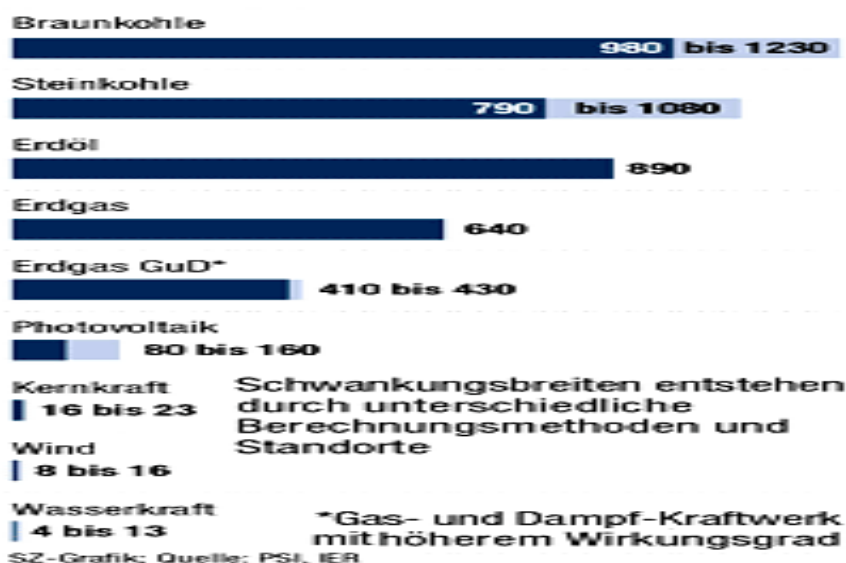 Braunkohle
980 bis 1230
Steinkohle
790 bis 1080
Erdöl
890
Erdgas
640
Erdgas GuD*
410 bis 430
Photovoltaik
80 bis 160
Kernkraft
16 bis 23
Wind
8 bis 16
Wasserkraft
4 bis 13
Schwankungsbreiten entstehen
durch unterschiedliche
Berechnungsmethoden und
Standorte
*Gas- und Dampf-Kraftwerk
mit höherem Wirkungsgrad
SZ-Grafik; Quelle: PSI, IER